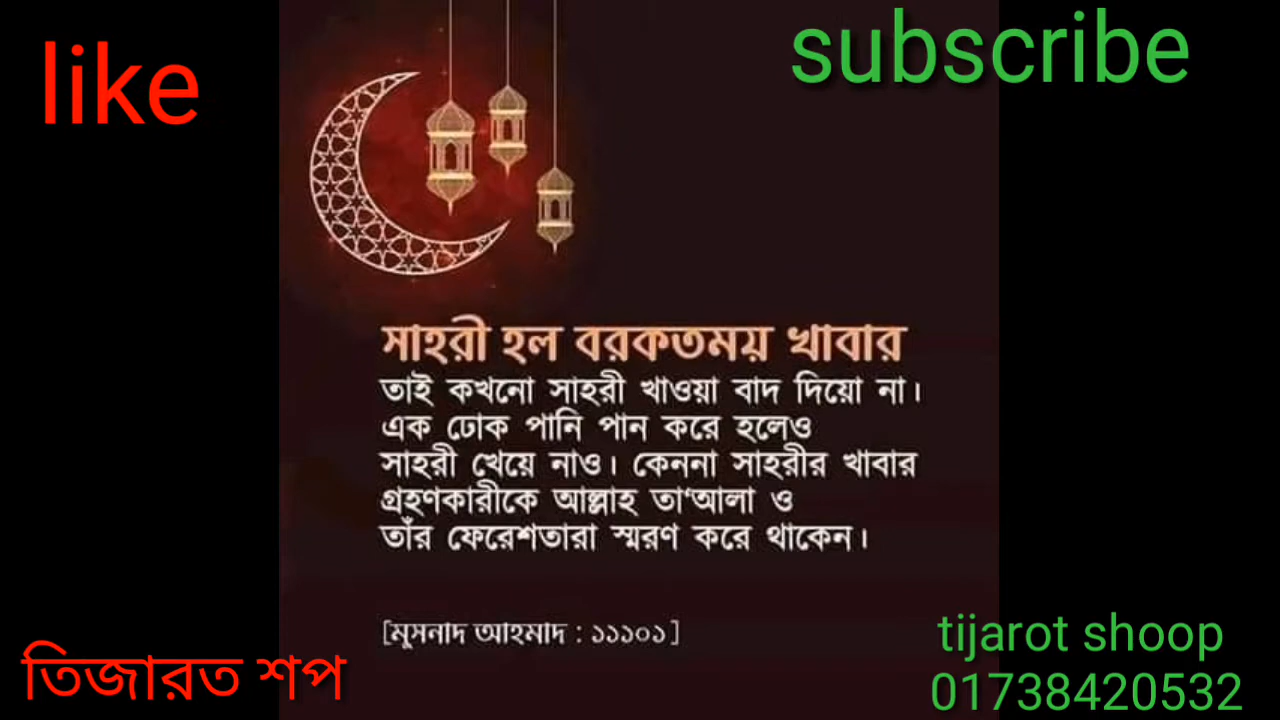 like
subscribe
সাহরী হল বরকতময় খাবার
তাই কখনো সাহরী খাওয়া বাদ দিয়ো না।
এক ঢোক পানি পান করে হলেও
সাহরী খেয়ে নাও। কেননা সাহরীর খাবার
গ্রহণকারীকে আল্লাহ তা‘আলা ও
তাঁর ফেরেশতারা স্মরণ করে থাকেন।
[মুসনাদ আহমাদ : ১১১০১]
তিজারত শপ
tijarot shoop
01738420532